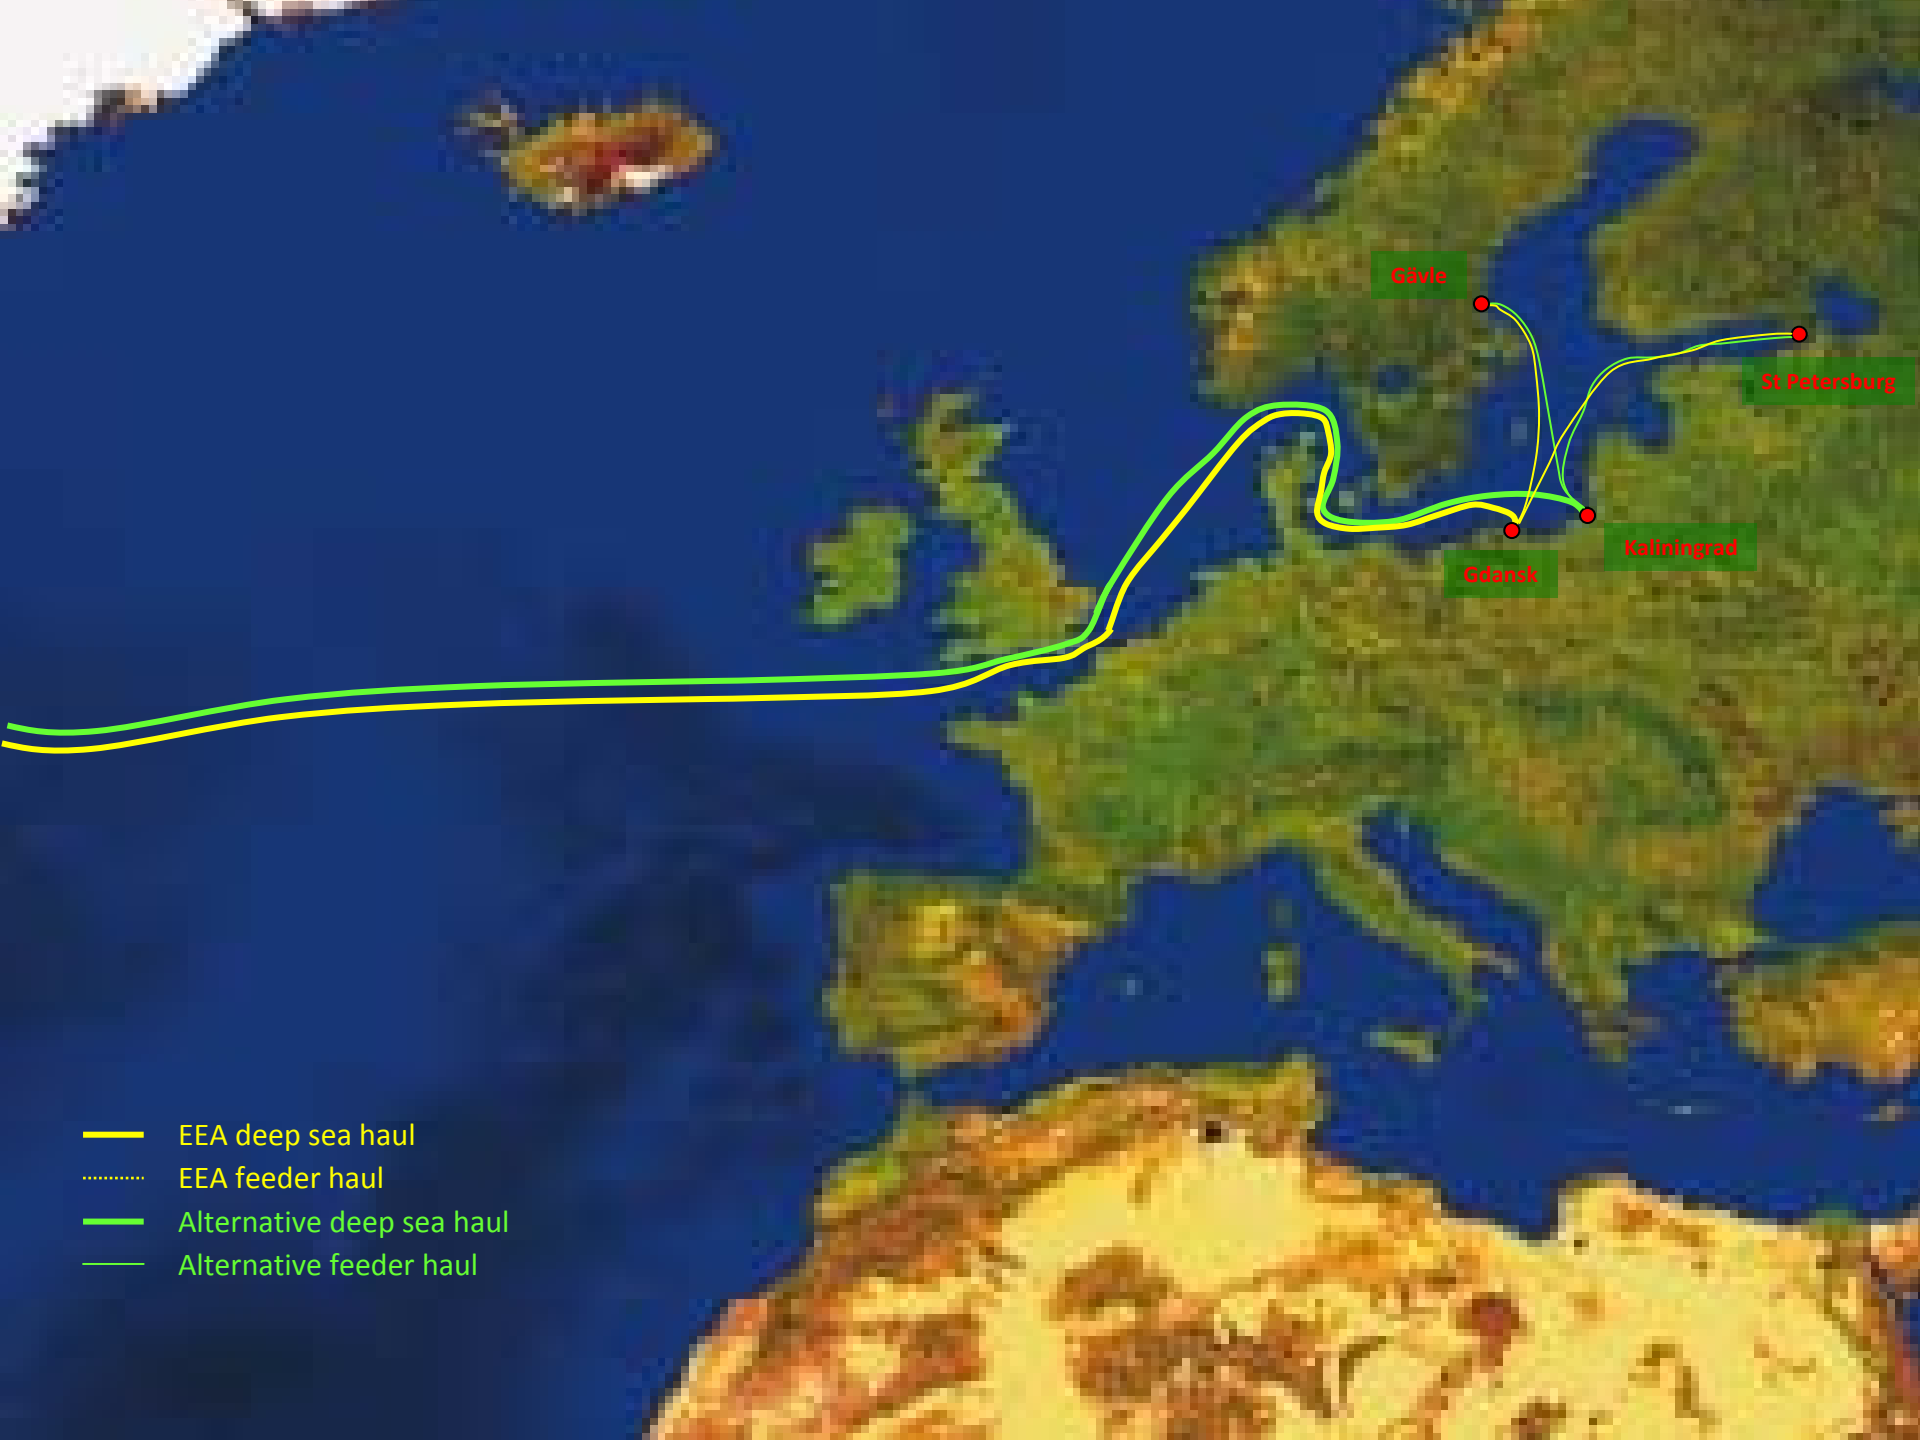 Gävle
St Petersburg
Kaliningrad
Gdansk
EEA deep sea haul
EEA feeder haul
Alternative deep sea haul
Alternative feeder haul